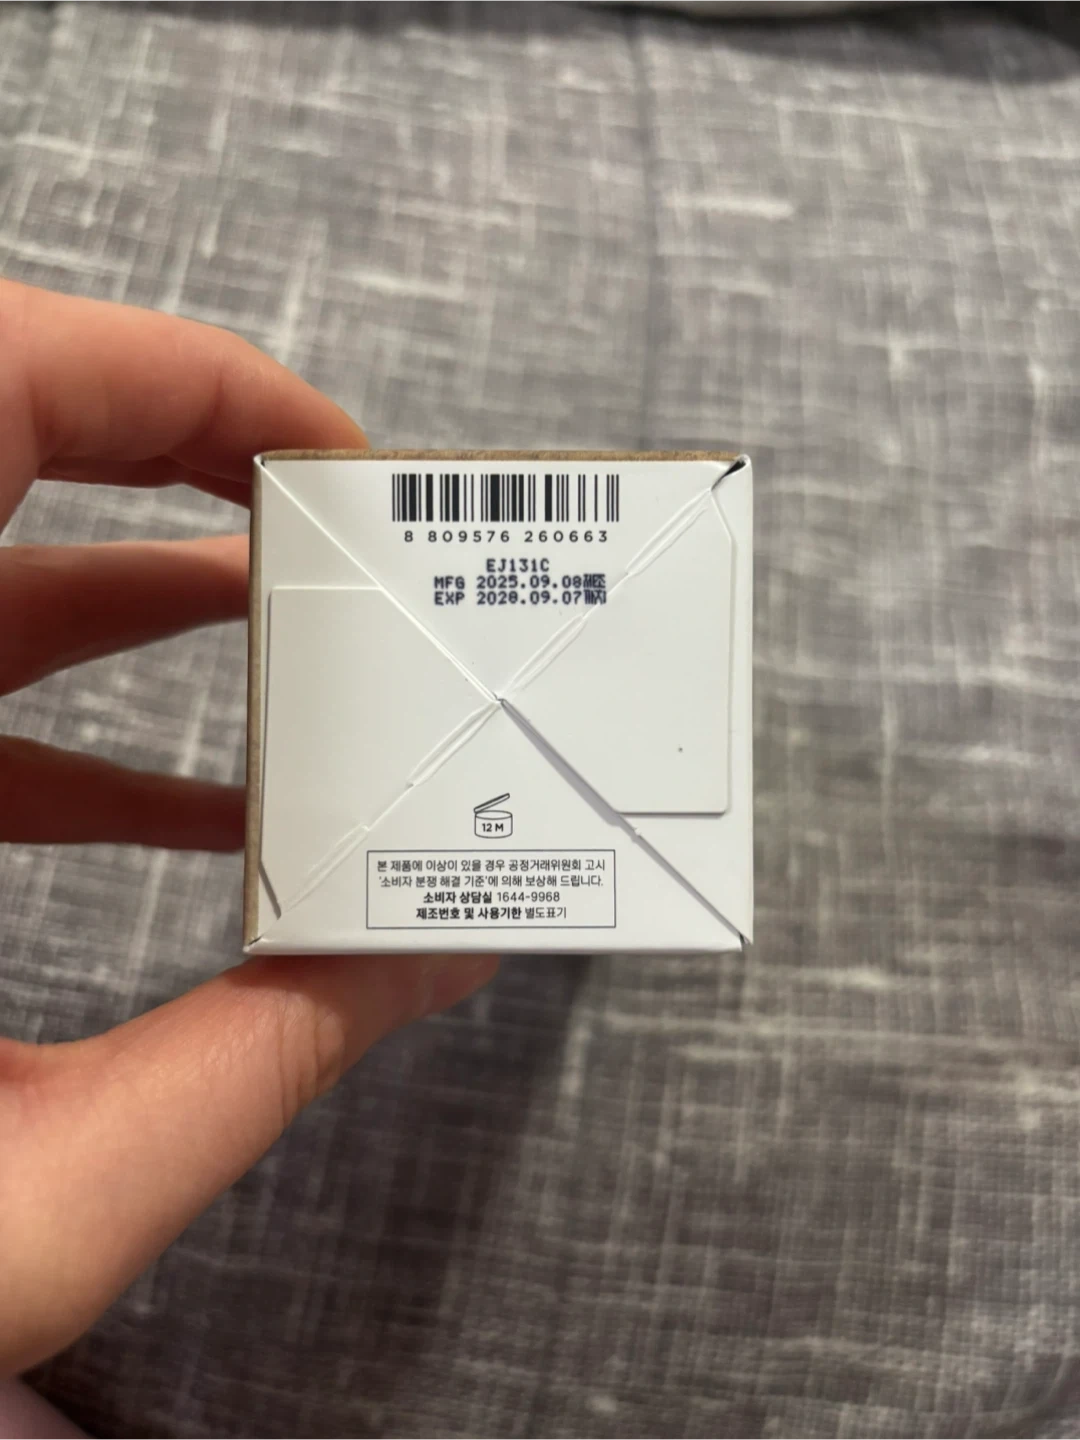 8 809576 260663
EJ131C
MFG 2025.09.08제조
EXP 2028.09.07까지
12 M
본 제품에 이상이 있을 경우 공정거래위원회 고시
'소비자 분쟁 해결 기준'에 의해 보상해 드립니다.
소비자 상담실 1644-9968
제조번호 및 사용기한 별도표기